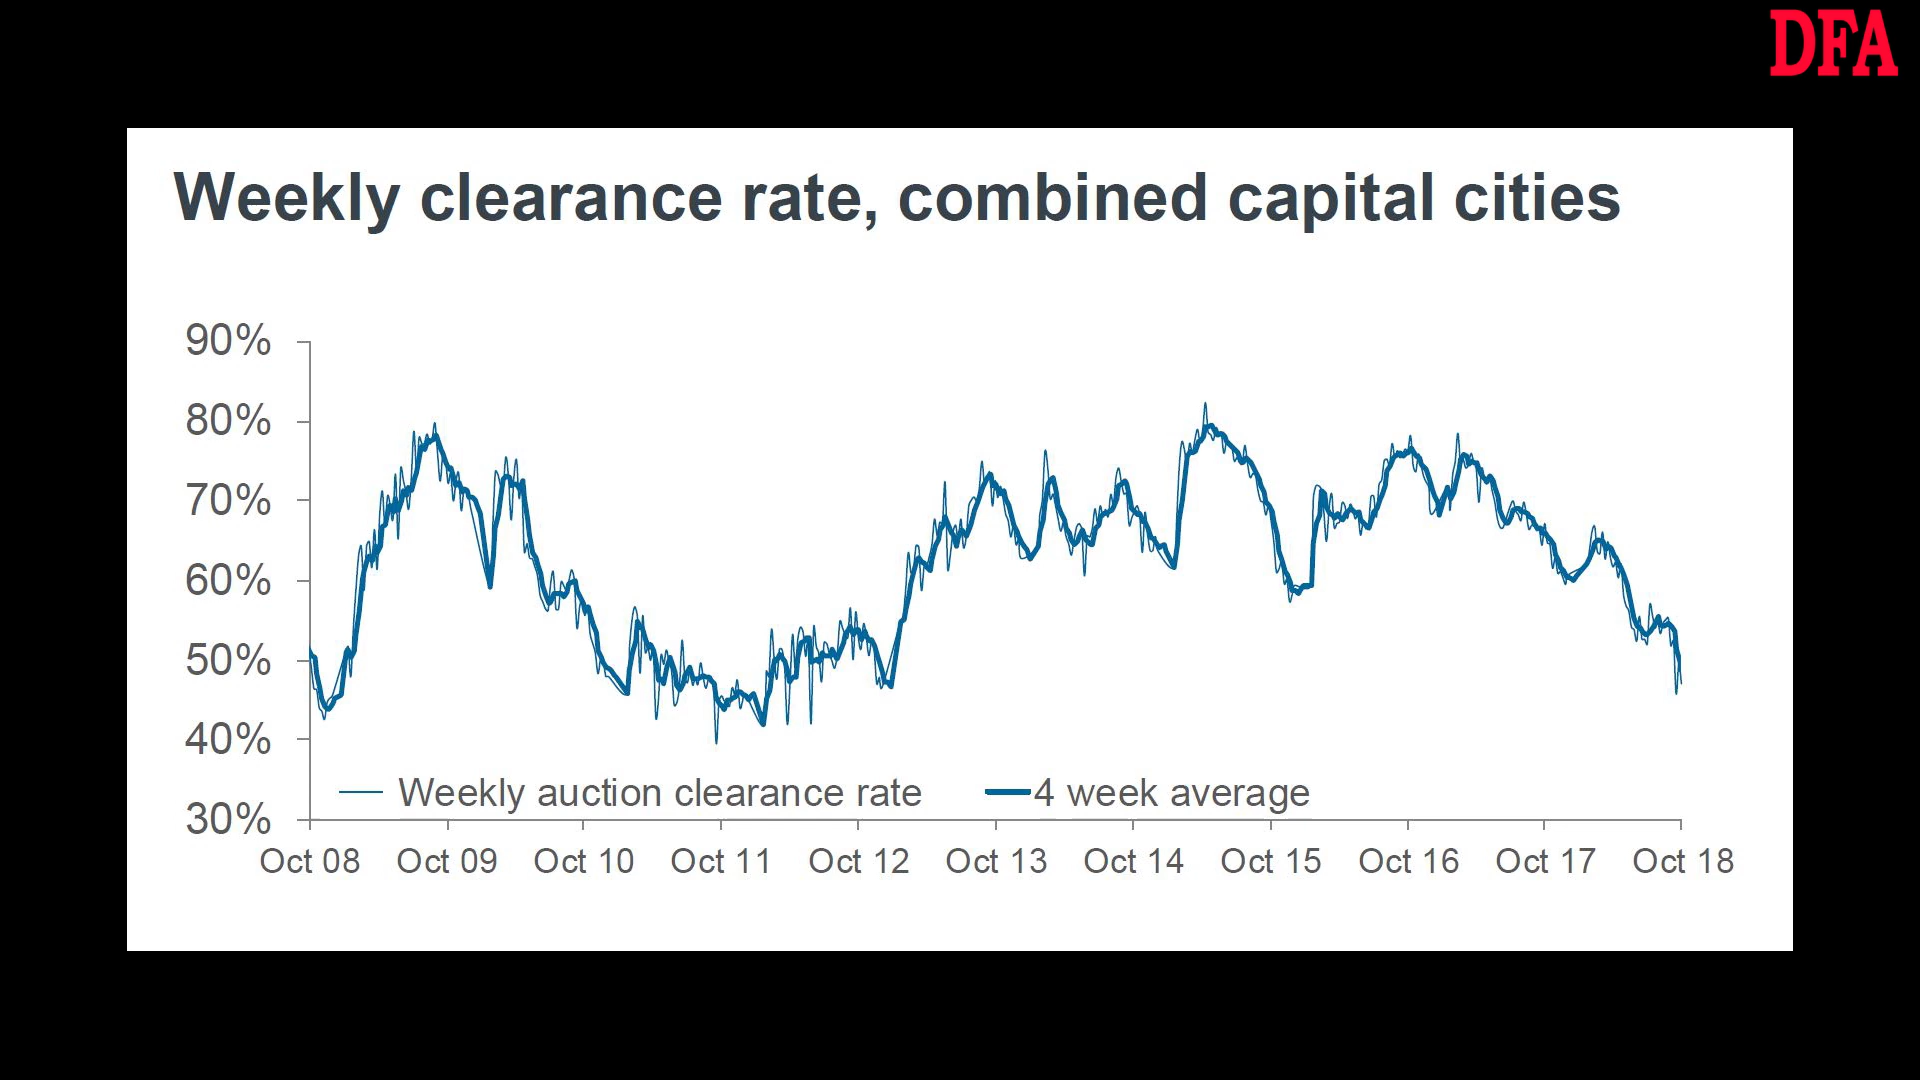 DFA
Weekly clearance rate, combined capital cities
90%
80%
70%
60%
50%
40%
30%
Weekly auction clearance rate 4 week average
Oct 08 Oct 09 Oct 10 Oct 11 Oct 12 Oct 13 Oct 14 Oct 15 Oct 16 Oct 17 Oct 18